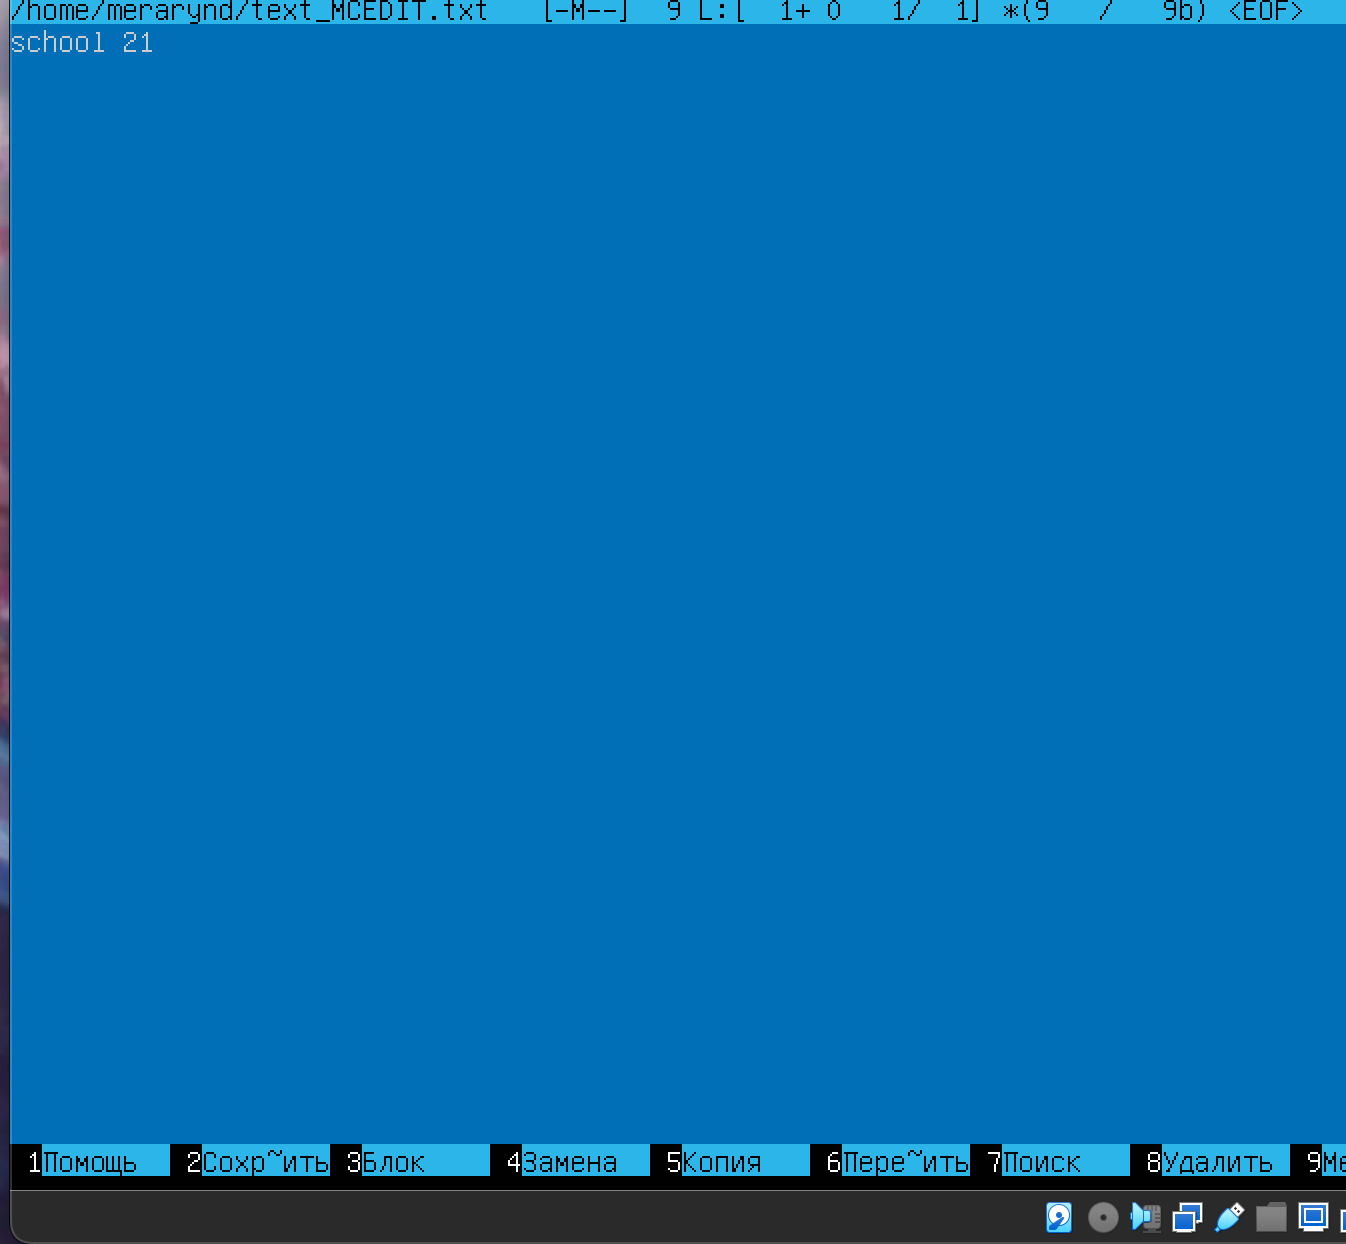 /home/merarynd/text_MCEDIT.txt [-M--] 9 L:[ 1+ 0 1/ 1] *(9 / 9b) <EOF>
school 21
1Помощь 2Сохр~ить 3Блок 4Замена 5Копия 6Пере~ить 7Поиск 8Удалить 9Ме